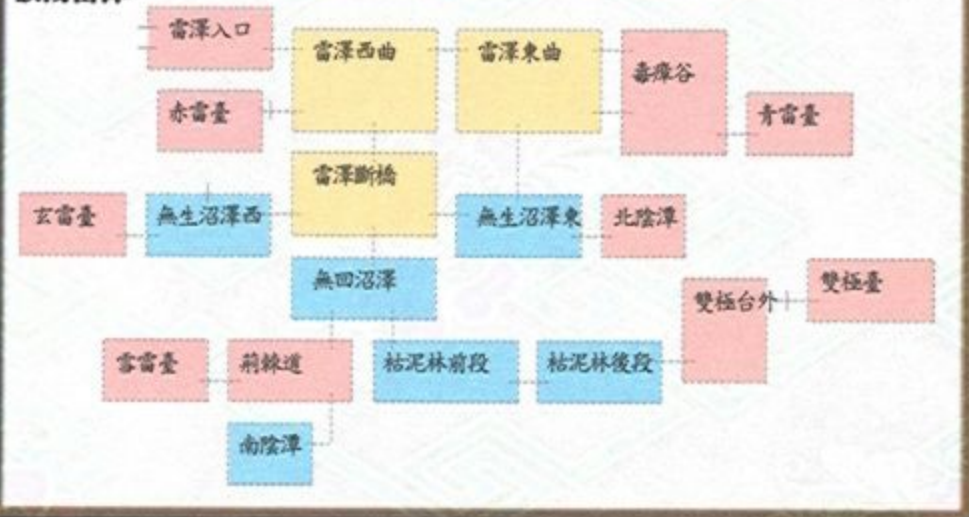 雷澤入口
雷澤西曲
雷澤東曲
毒瘴谷
赤雷臺
青雷臺
雷澤斷橋
玄雷臺
無生沼澤西
無生沼澤東
北陰潭
無回沼澤
雙極台外
雙極臺
雲雷臺
荊棘道
枯泥林前段
枯泥林後段
南陰潭